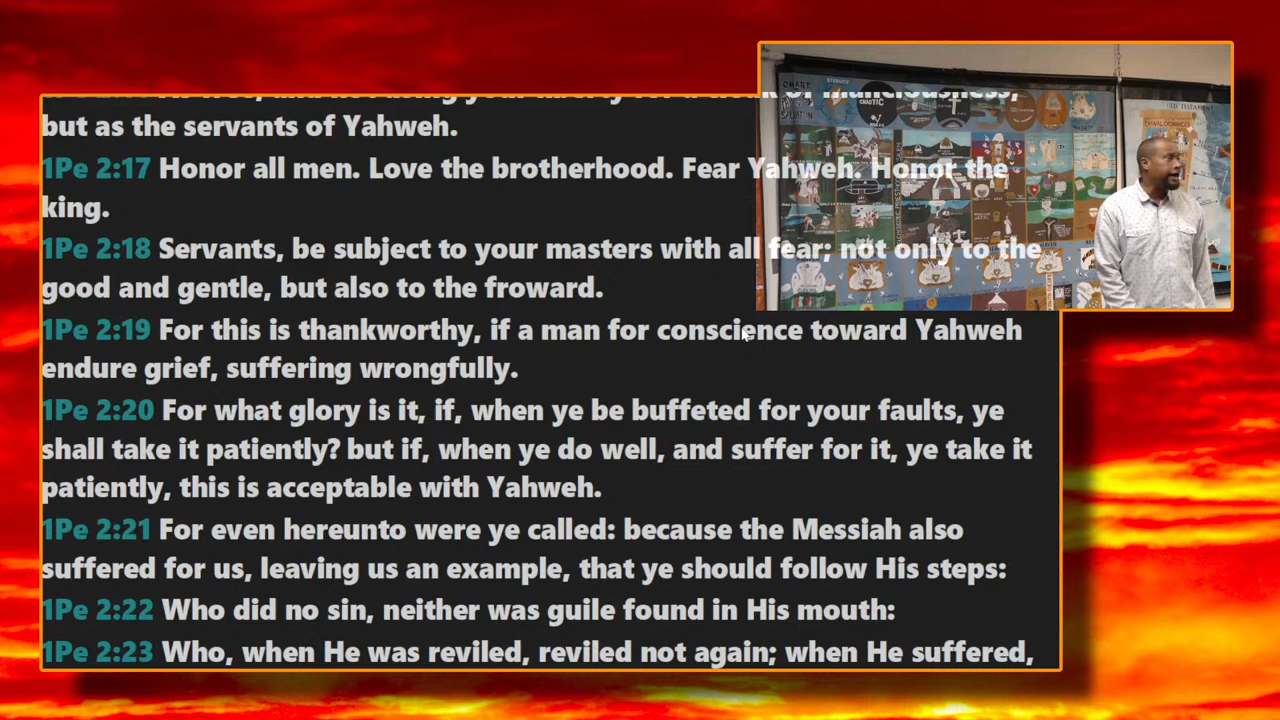 but as the servants of Yahweh.
1Pe 2:17 Honor all men. Love the brotherhood. Fear Yahweh. Honor the
king.
1Pe 2:18 Servants, be subject to your masters with all fear; not only to the
good and gentle, but also to the froward.
1Pe 2:19 For this is thankworthy, if a man for conscience toward Yahweh
endure grief, suffering wrongfully.
1Pe 2:20 For what glory is it, if, when ye be buffeted for your faults, ye
shall take it patiently? but if, when ye do well, and suffer for it, ye take it
patiently, this is acceptable with Yahweh.
1Pe 2:21 For even hereunto were ye called: because the Messiah also
suffered for us, leaving us an example, that ye should follow His steps:
1Pe 2:22 Who did no sin, neither was guile found in His mouth:
1Pe 2:23 Who, when He was reviled, reviled not again; when He suffered,
CHART
ETERNITY
CHAOTIC
OLD TESTAMENT